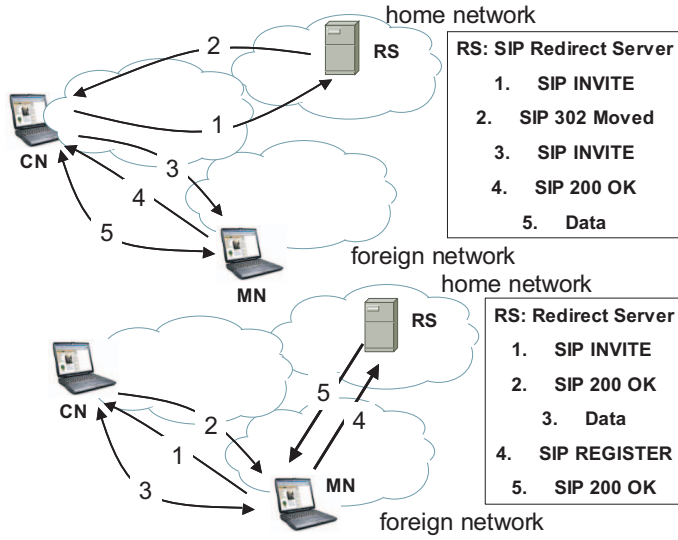 home network
RS
2
1
CN
3
4
5
MN
foreign network
RS: SIP Redirect Server
1. SIP INVITE
2. SIP 302 Moved
3. SIP INVITE
4. SIP 200 OK
5. Data
home network
RS
CN
5
4
2
1
3
MN
foreign network
RS: Redirect Server
1. SIP INVITE
2. SIP 200 OK
3. Data
4. SIP REGISTER
5. SIP 200 OK